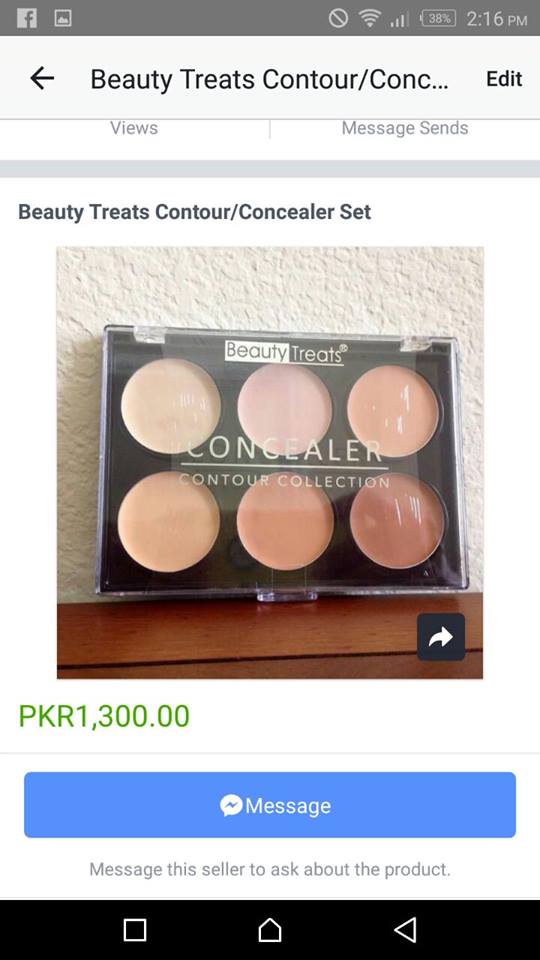 38% 2:16 PM
Beauty Treats Contour/Conc... Edit
Views Message Sends
Beauty Treats Contour/Concealer Set
Beauty Treats®
CONCEALER
CONTOUR COLLECTION
PKR1,300.00
Message
Message this seller to ask about the product.